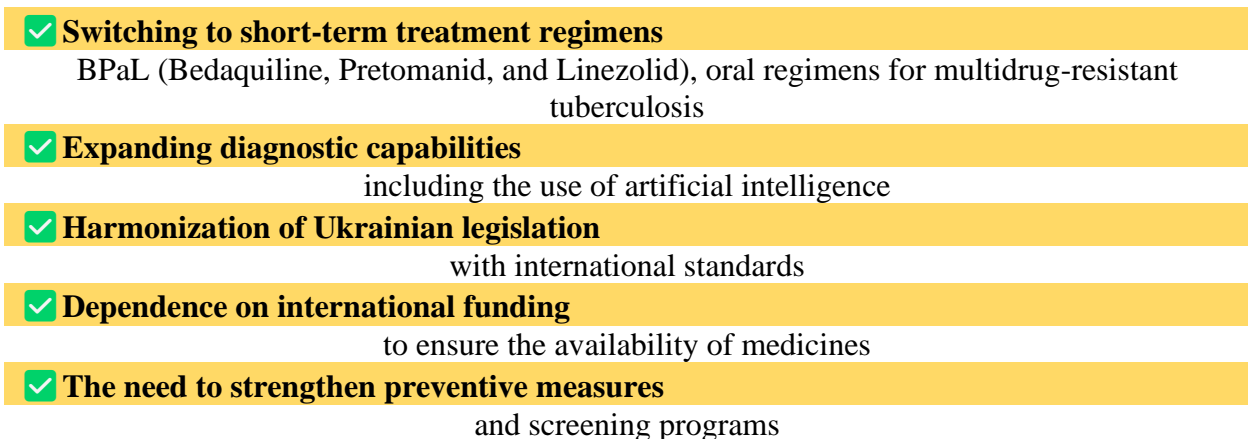 ✅ Switching to short-term treatment regimens
BPaL (Bedaquiline, Pretomanid, and Linezolid), oral regimens for multidrug-resistant
tuberculosis
✅ Expanding diagnostic capabilities
including the use of artificial intelligence
✅ Harmonization of Ukrainian legislation
with international standards
✅ Dependence on international funding
to ensure the availability of medicines
✅ The need to strengthen preventive measures
and screening programs